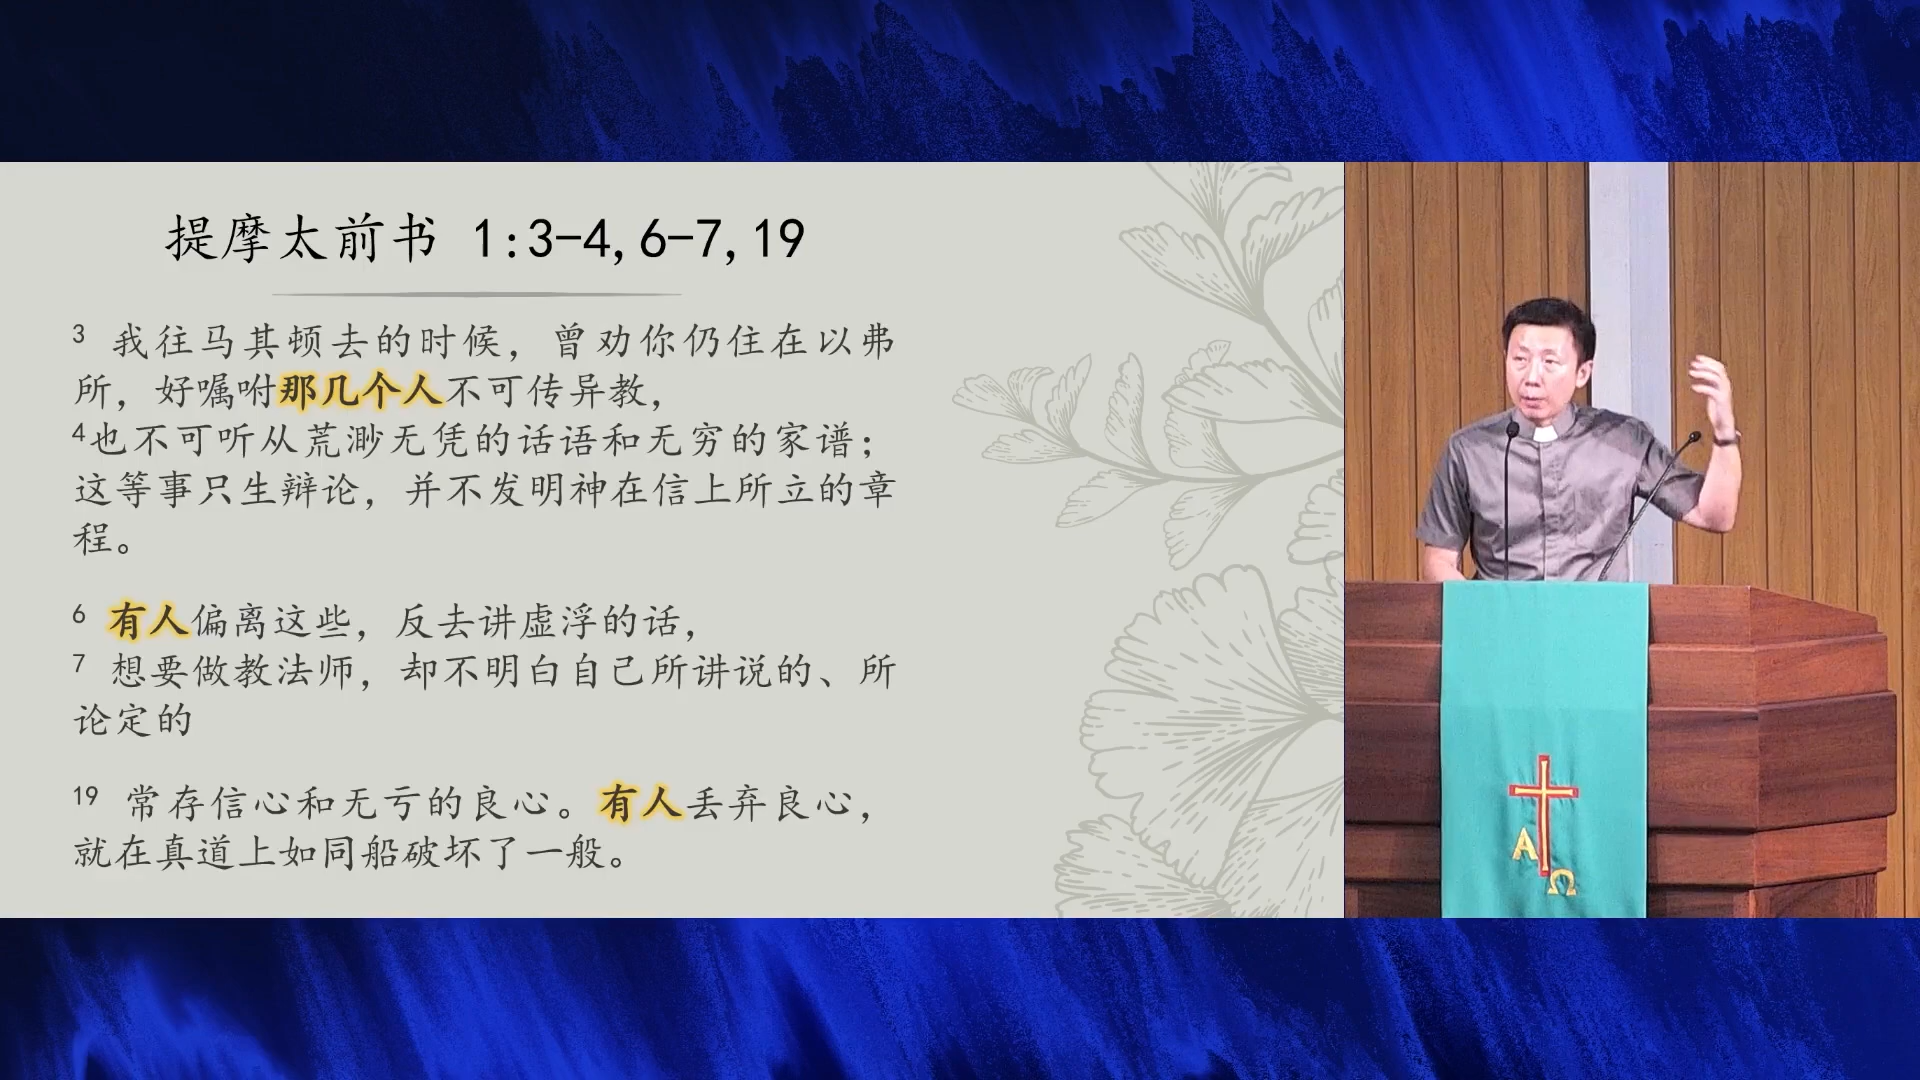 提摩太前书 1:3-4,6-7,19
3 我往马其顿去的时候，曾劝你仍住在以弗
所，好嘱咐那几个人不可传异教，
4也不可听从荒渺无凭的话语和无穷的家谱；
这等事只生辩论，并不发明神在信上所立的章
程。
6 有人偏离这些，反去讲虚浮的话，
7 想要做教法师，却不明白自己所讲说的、所
论定的
19 常存信心和无亏的良心。有人丢弃良心，
就在真道上如同船破坏了一般。
A
Ω